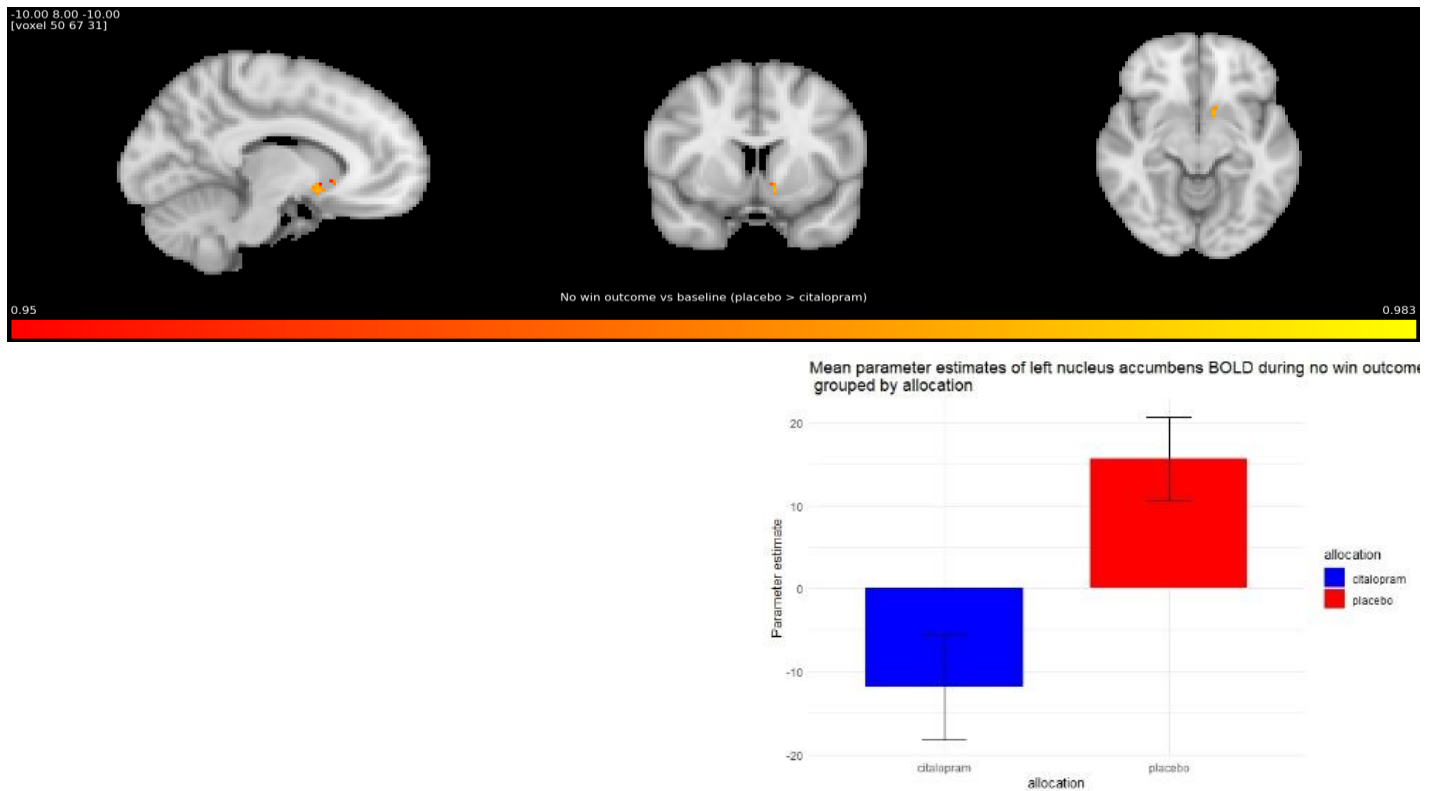 -10.00 8.00 -10.00
[voxel 50 67 31]
No win outcome vs baseline (placebo > citalopram)
0.95
0.983
Mean parameter estimates of left nucleus accumbens BOLD during no win outcome
grouped by allocation
20
10
0
-10
-20
Parameter estimate
citalopram
placebo
allocation
allocation
citalopram
placebo